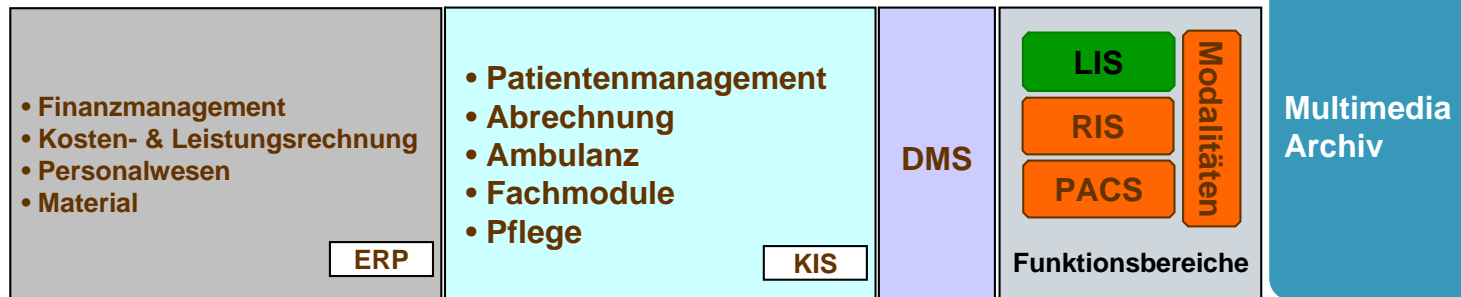 • Finanzmanagement
• Kosten- & Leistungsrechnung
• Personalwesen
• Material
ERP
• Patientenmanagement
• Abrechnung
• Ambulanz
• Fachmodule
• Pflege
KIS
DMS
LIS
RIS
PACS
Modalitäten
Funktionsbereiche
Multimedia
Archiv